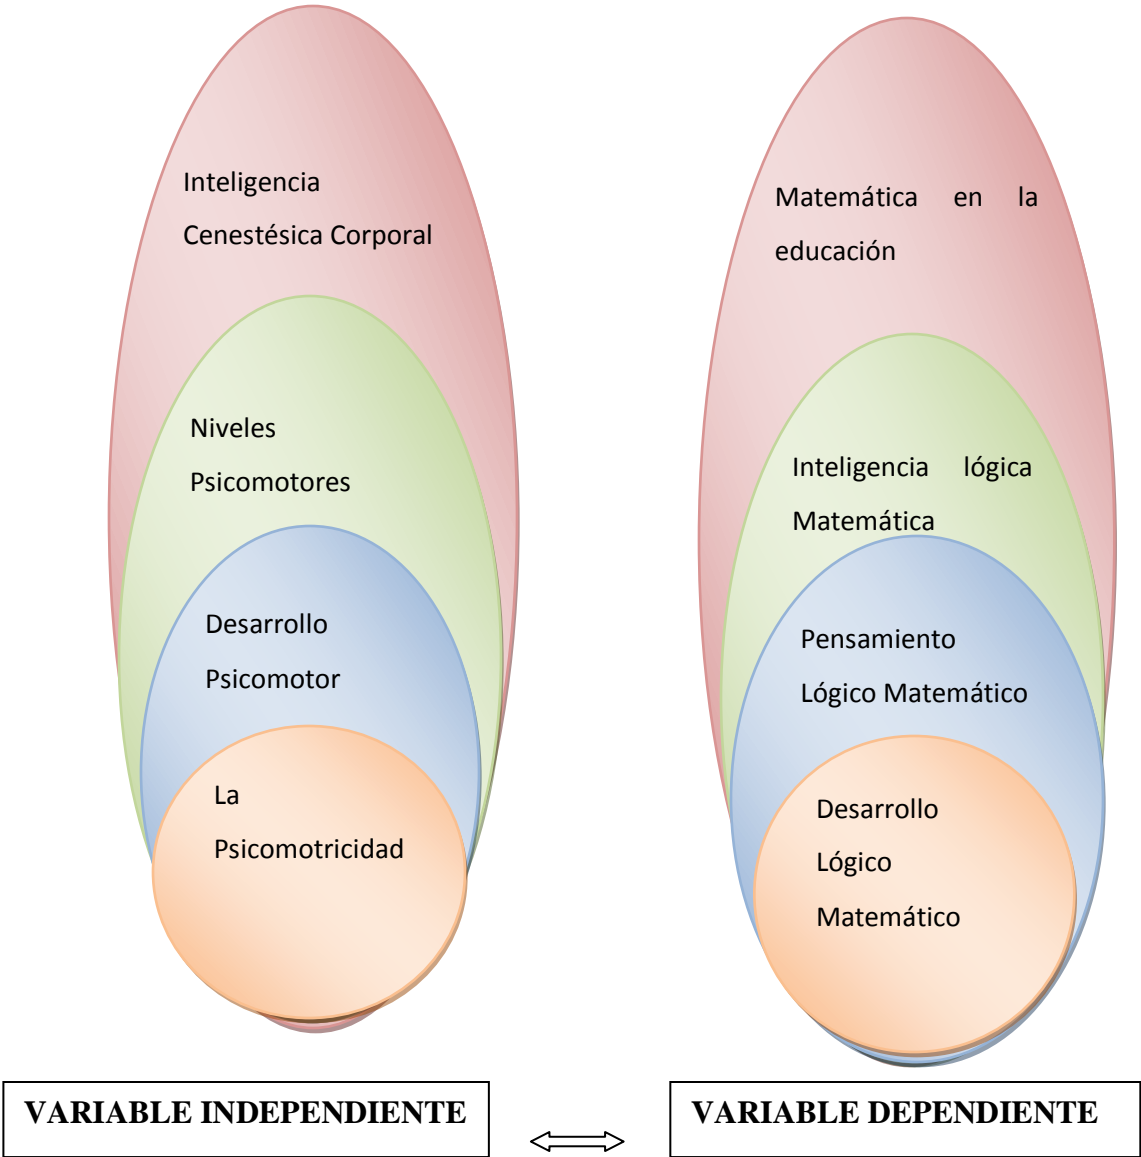 Inteligencia
Cenestésica Corporal
Niveles
Psicomotores
Desarrollo
Psicomotor
La
Psicomotricidad
VARIABLE INDEPENDIENTE
Matemática en la
educación
Inteligencia lógica
Matemática
Pensamiento
Lógico Matemático
Desarrollo
Lógico
Matemático
VARIABLE DEPENDIENTE